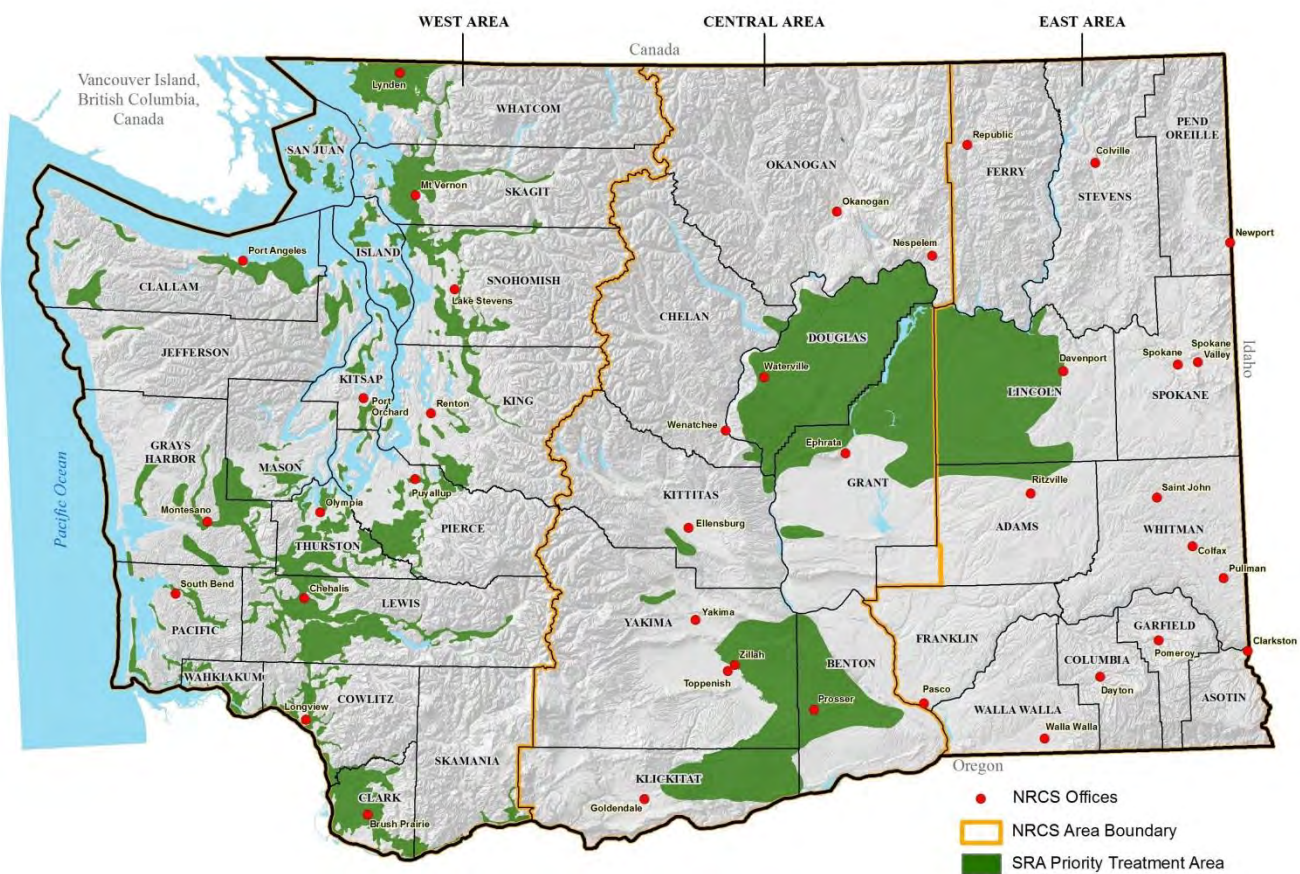 WEST AREA
CENTRAL AREA
EAST AREA
Canada
Vancouver Island,
British Columbia,
Canada
Lynden
WHATCOM
SAN JUAN
Mt Vernon
SKAGIT
OKANOGAN
Okanogan
Nespelem
Republic
FERRY
Colville
STEVENS
PEND
OREILLE
Newport
Port Angeles
CLALLAM
ISLAND
SNOHOMISH
Lake Stevens
CHELAN
DOUGLAS
Waterville
Wenatchee
JEFFERSON
KITSAP
Port
Orchard
Renton
KING
Davenport
LINCOLN
Spokane
Spokane
Valley
SPOKANE
Idaho
Pacific Ocean
GRAYS
HARBOR
MASON
Montesano
Olympia
Puyallup
PIERCE
THURSTON
KITTITAS
Ellensburg
Ephrata
GRANT
Ritzville
ADAMS
Saint John
WHITMAN
Colfax
Pullman
South Bend
PACIFIC
Chehalis
LEWIS
YAKIMA
Yakima
Zillah
Toppenish
BENTON
Prosser
FRANKLIN
Pasco
GARFIELD
Pomeroy
Clarkston
COLUMBIA
Dayton
ASOTIN
WALLA WALLA
Walla Walla
WAHKIAKUM
COWLITZ
Longview
SKAMANIA
CLARK
Brush Prairie
KLICKITAT
Goldendale
Oregon
NRCS Offices
NRCS Area Boundary
SRA Priority Treatment Area